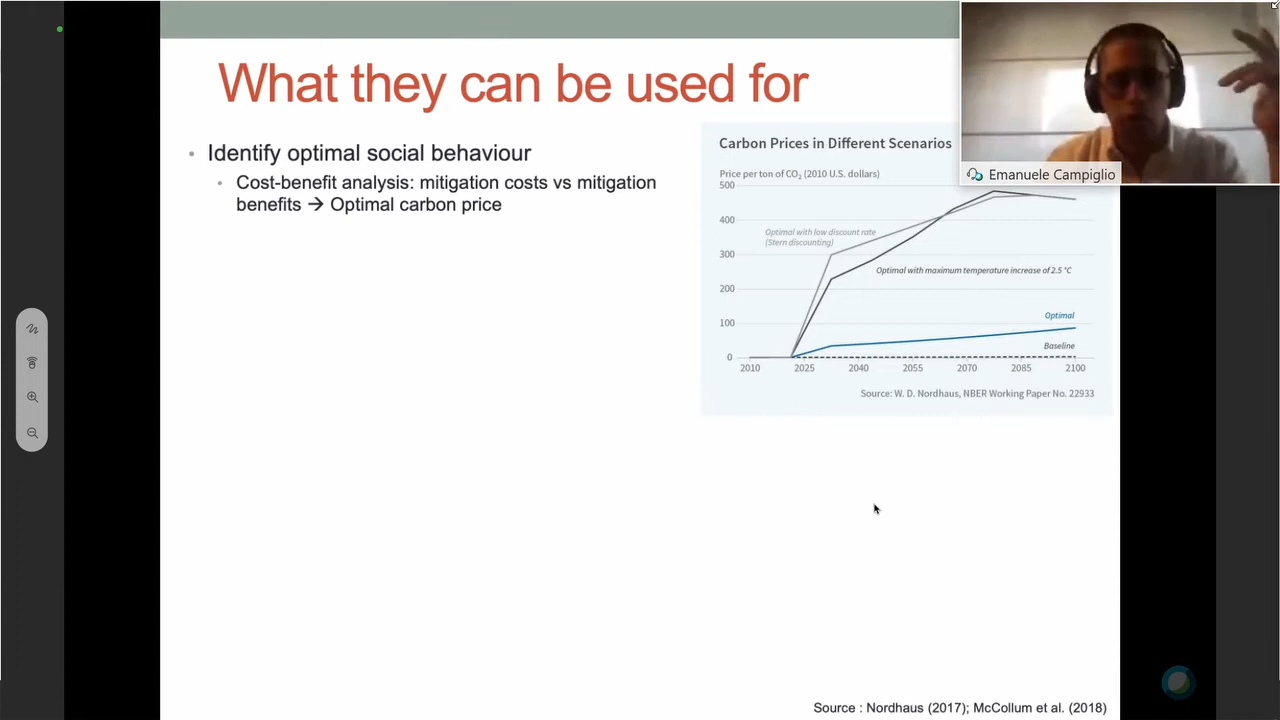 What they can be used for
• Identify optimal social behaviour
• Cost-benefit analysis: mitigation costs vs mitigation
benefits → Optimal carbon price
Carbon Prices in Different Scenarios
Price per ton of CO₂ (2010 U.S. dollars)
500
400
300
200
100
0
Optimal with low discount rate
(Stern discounting)
Optimal with maximum temperature increase of 2.5 °C
Optimal
Baseline
2010 2025 2040 2055 2070 2085 2100
Source: W. D. Nordhaus, NBER Working Paper No. 22933
Emanuele Campiglio
Source : Nordhaus (2017); McCollum et al. (2018)